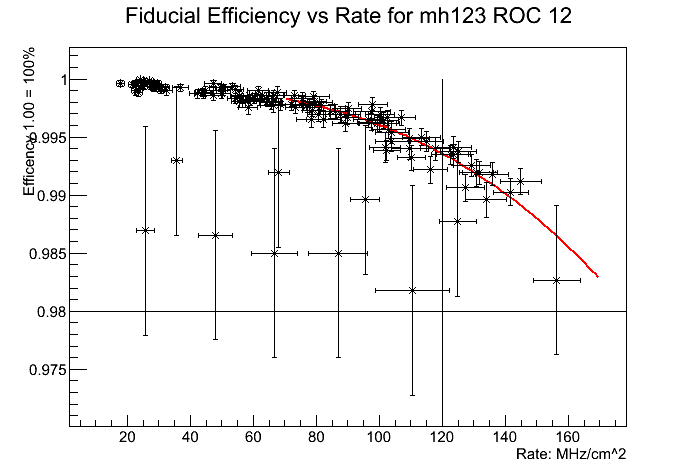 Fiducial Efficiency vs Rate for mh123 ROC 12
Efficency 1.00 = 100%
1
0.995
0.99
0.985
0.98
0.975
20 40 60 80 100 120 140 160
Rate: MHz/cm^2